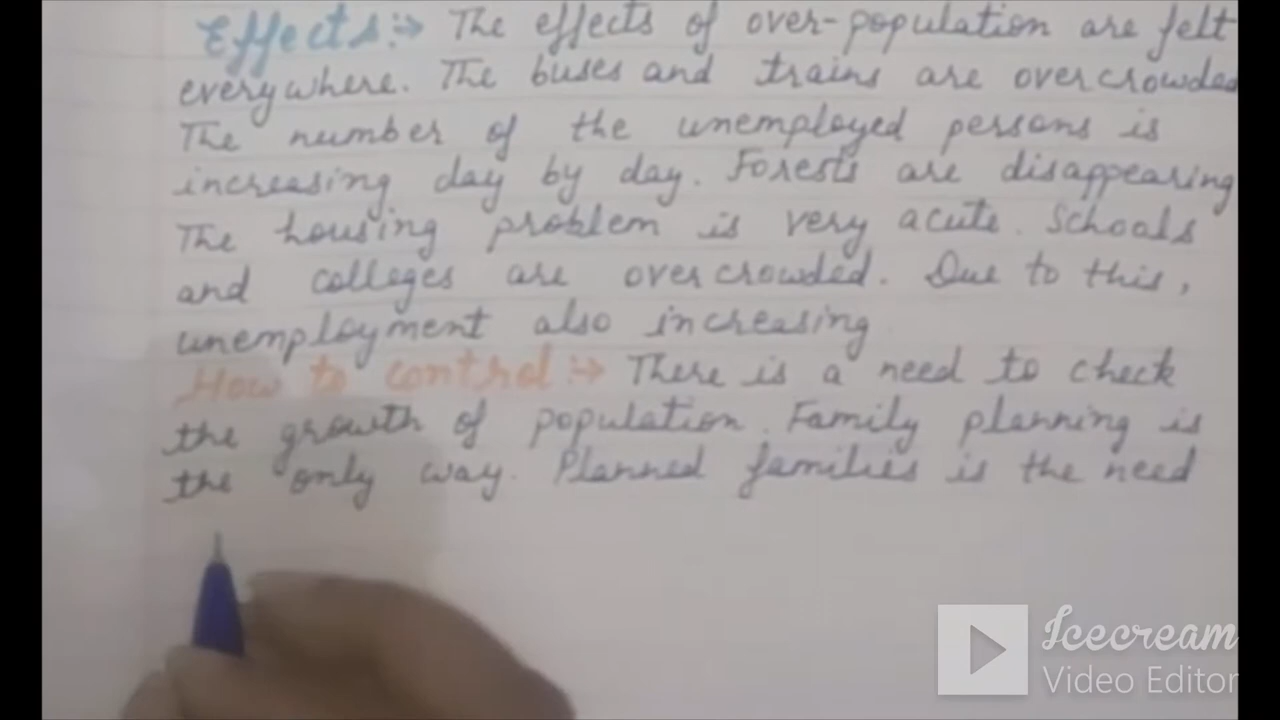 Effects:→ The effects of over-population are felt
everywhere. The buses and trains are overcrowded
The number of the unemployed persons is
increasing day by day. Forests are disappearing
The housing problem is very acute. Schools
and colleges are overcrowded. Due to this,
unemployment also increasing
How to control:→ There is a need to check
the growth of population. Family planning is
the only way. Planned families is the need
Icecream
Video Editor